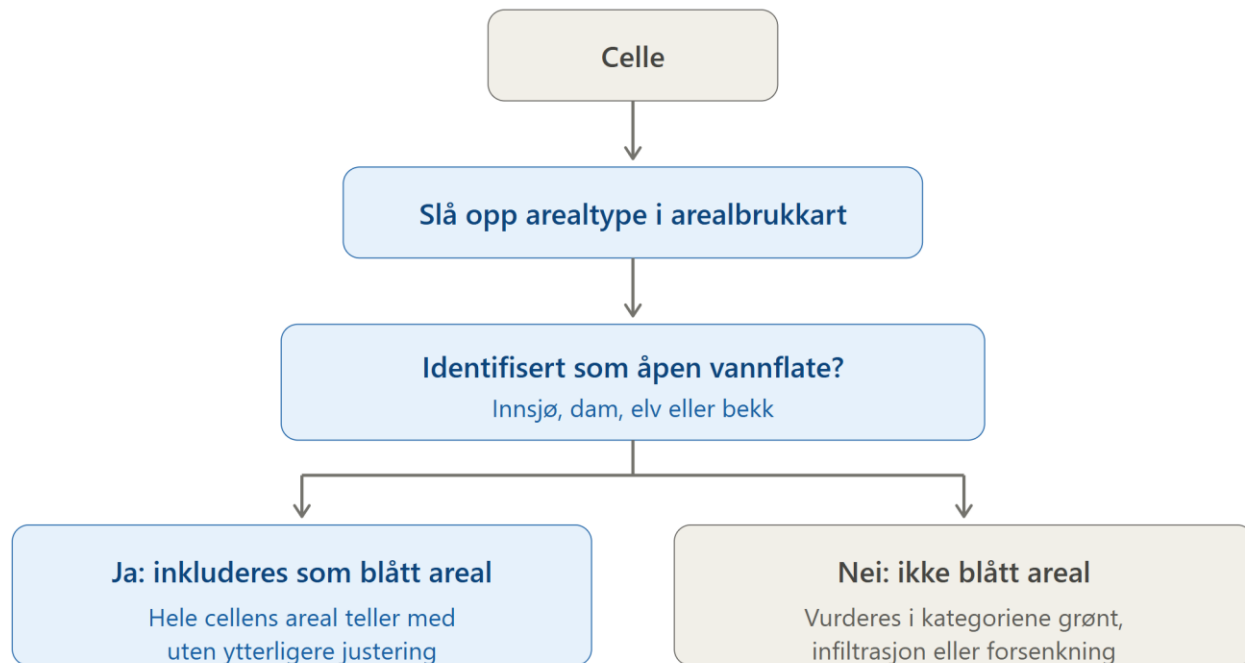 Celle
Slå opp arealtype i arealbrukkart
Identifisert som åpen vannflate?
Innsjø, dam, elv eller bekk
Ja: inkluderes som blått areal
Hele cellens areal teller med
uten ytterligere justering
Nei: ikke blått areal
Vurderes i kategoriene grønt,
infiltrasjon eller forsenkning